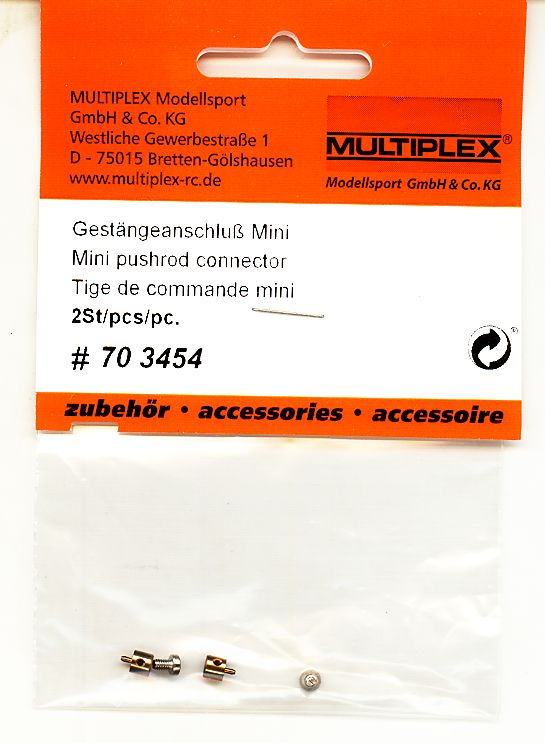 MULTIPLEX Modellsport
GmbH & Co. KG
Westliche Gewerbestraße 1
D - 75015 Bretten-Gölshausen
www.multiplex-rc.de
MULTIPLEX®
Modellsport GmbH & Co. KG
Gestängeanschluß Mini
Mini pushrod connector
Tige de commande mini
2St/pcs/pc.
# 70 3454
®
zubehör • accessories • accessoire